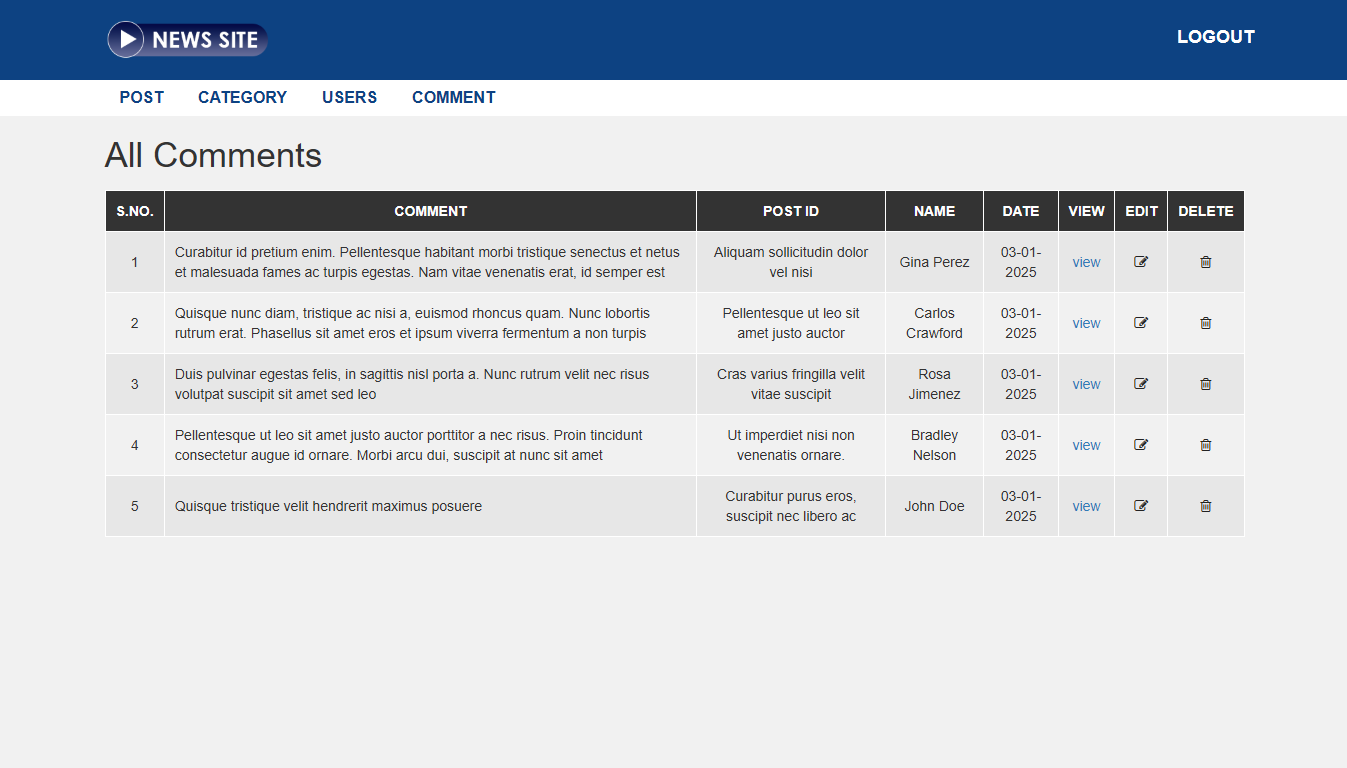 NEWS SITE
LOGOUT
POST CATEGORY USERS COMMENT
All Comments
S.NO. COMMENT POST ID NAME DATE VIEW EDIT DELETE
1 Curabitur id pretium enim. Pellentesque habitant morbi tristique senectus et netus
et malesuada fames ac turpis egestas. Nam vitae venenatis erat, id semper est
Aliquam sollicitudin dolor
vel nisi
Gina Perez
03-01-
2025
view
2 Quisque nunc diam, tristique ac nisi a, euismod rhoncus quam. Nunc lobortis
rutrum erat. Phasellus sit amet eros et ipsum viverra fermentum a non turpis
Pellentesque ut leo sit
amet justo auctor
Carlos
Crawford
03-01-
2025
view
3 Duis pulvinar egestas felis, in sagittis nisl porta a. Nunc rutrum velit nec risus
volutpat suscipit sit amet sed leo
Cras varius fringilla velit
vitae suscipit
Rosa
Jimenez
03-01-
2025
view
4 Pellentesque ut leo sit amet justo auctor porttitor a nec risus. Proin tincidunt
consectetur augue id ornare. Morbi arcu dui, suscipit at nunc sit amet
Ut imperdiet nisi non
venenatis ornare.
Bradley
Nelson
03-01-
2025
view
5 Quisque tristique velit hendrerit maximus posuere
Curabitur purus eros,
suscipit nec libero ac
John Doe
03-01-
2025
view